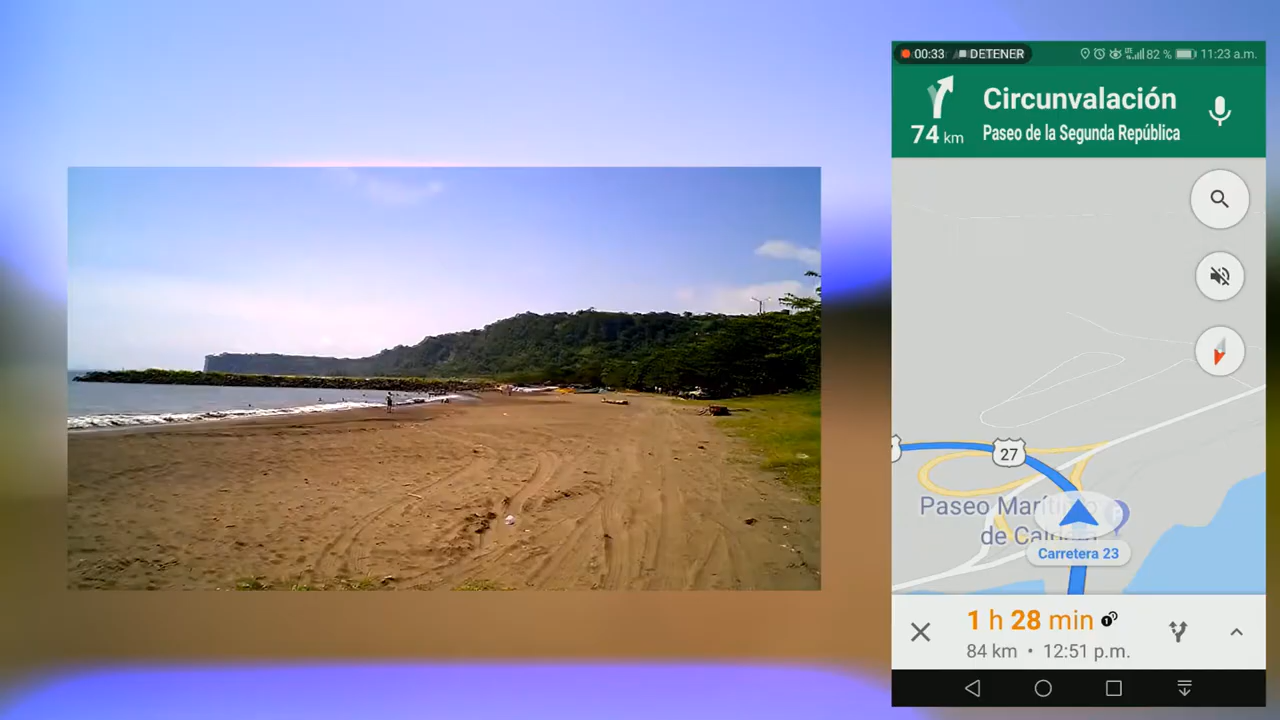 00:33 DETENER 82 % 11:23 a.m.
Circunvalación
74 km Paseo de la Segunda República
27
Paseo Marítimo
de
Carretera 23
1 h 28 min
84 km • 12:51 p.m.